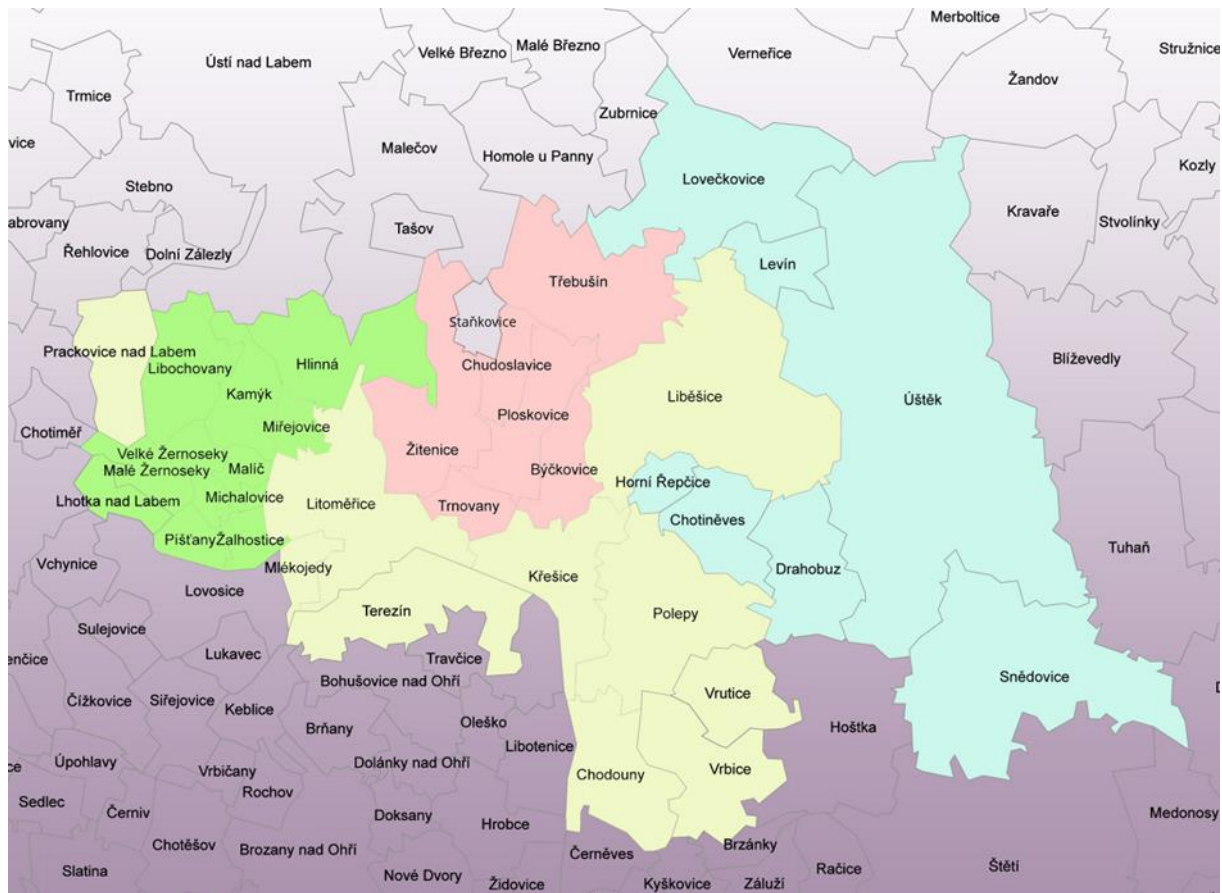 Merboltice
Velké Březno
Malé Březno
Verneřice
Stružnice
Ústí nad Labem
Žandov
Trmice
Zubrnice
vice
Malečov
Homole u Panny
Kozly
Stebno
Lovečkovice
abrovany
Tašov
Kravaře
Stvolínky
Řehlovice
Dolní Zálezly
Levín
Třebušín
Staňkovice
Prackovice nad Labem
Libochovany
Hlinná
Chudoslavice
Blíževedly
Kamýk
Liběšice
Úštěk
Ploskovice
Chotiměř
Miřejovice
Velké Žernoseky
Žitenice
Malé Žernoseky
Malíč
Býčkovice
Horní Řepčice
Lhotka nad Labem
Michalovice
Litoměřice
Trnovany
Chotiněves
Píšťany
Žalhostice
Tuhaň
Vchynice
Mlékojedy
Křešice
Drahobuz
Lovosice
Terezín
Polepy
Sulejovice
enčice
Lukavec
Travčice
Bohušovice nad Ohří
Snědovice
Čížkovice
Siřejovice
Keblice
Vrutice
D
Brňany
Oleško
Hoštka
Libotenice
Úpohlavy
ce
Vrbičany
Dolánky nad Ohří
Chodouny
Vrbice
Rochov
Sedlec
Černiv
Doksany
Hrobce
Medonosy
Chotěšov
Brozany nad Ohří
Černěves
Brzánky
Slatina
Nové Dvory
Židovice
Kyškovice
Záluží
Račice
Štětí